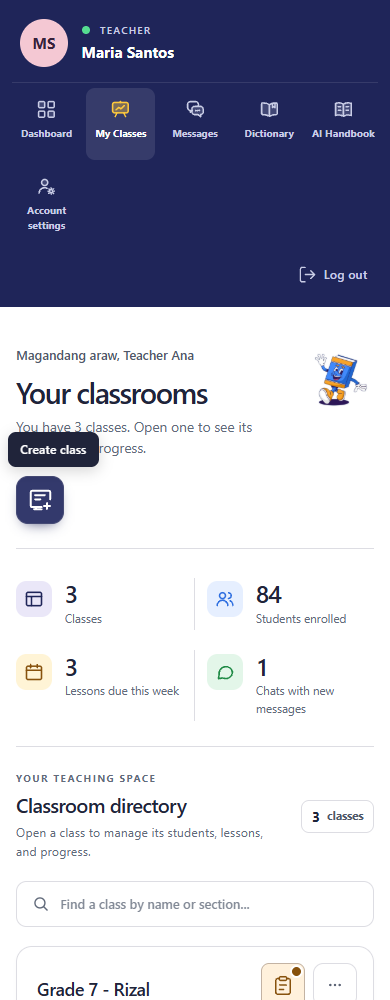 MS
TEACHER
Maria Santos
Dashboard
My Classes
Messages
Dictionary
AI Handbook
Account
settings
Log out
Magandang araw, Teacher Ana
Your classrooms
You have 3 classes. Open one to see its
Create class
rogress.
3
Classes
84
Students enrolled
3
Lessons due this week
1
Chats with new
messages
YOUR TEACHING SPACE
Classroom directory
3 classes
Open a class to manage its students, lessons,
and progress.
Find a class by name or section...
Grade 7 - Rizal